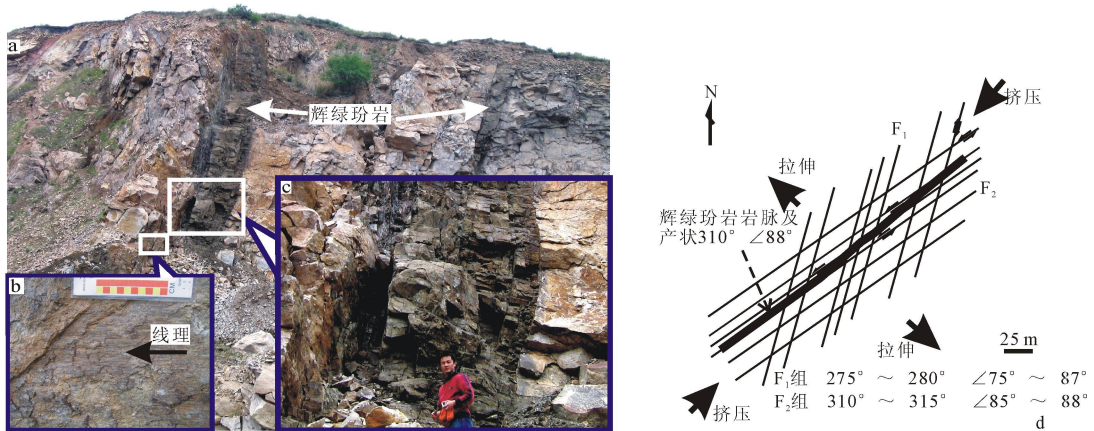 a
辉绿玢岩
c
b
CM
线理
N
挤压
F₁
拉伸
F₂
辉绿玢岩岩脉及
产状310° ∠88°
拉伸
25 m
F₁组 275° ～ 280° ∠75° ～ 87°
F₂组 310° ～ 315° ∠85° ～ 88°
挤压
d